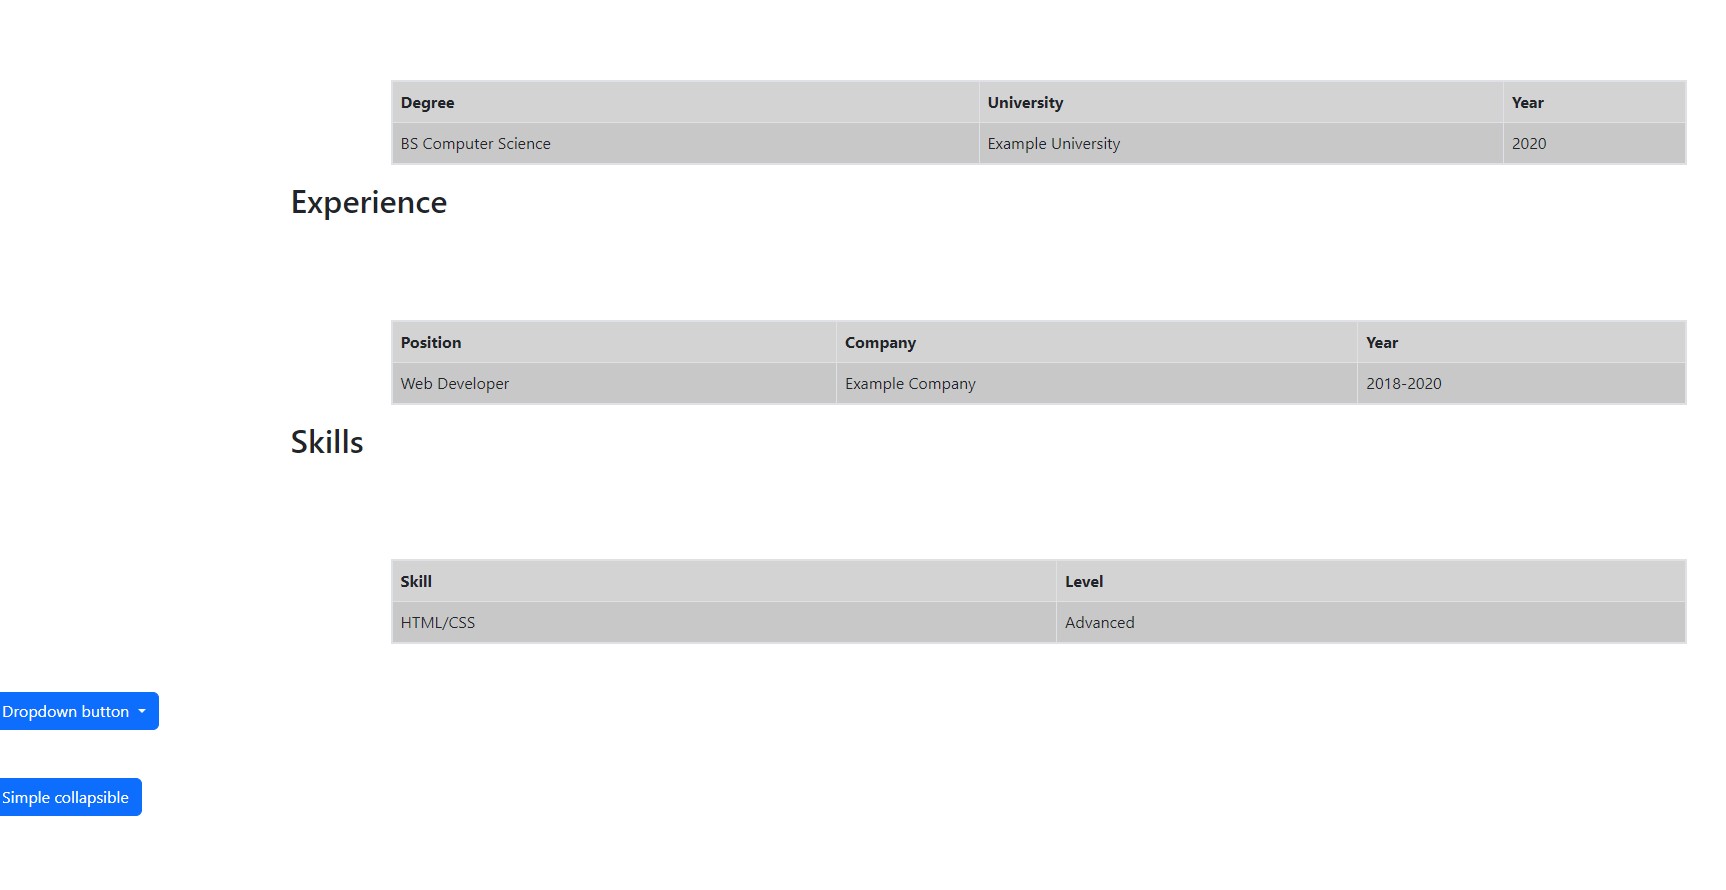 Degree University Year
BS Computer Science Example University 2020
Experience
Position Company Year
Web Developer Example Company 2018-2020
Skills
Skill Level
HTML/CSS Advanced
Dropdown button
Simple collapsible